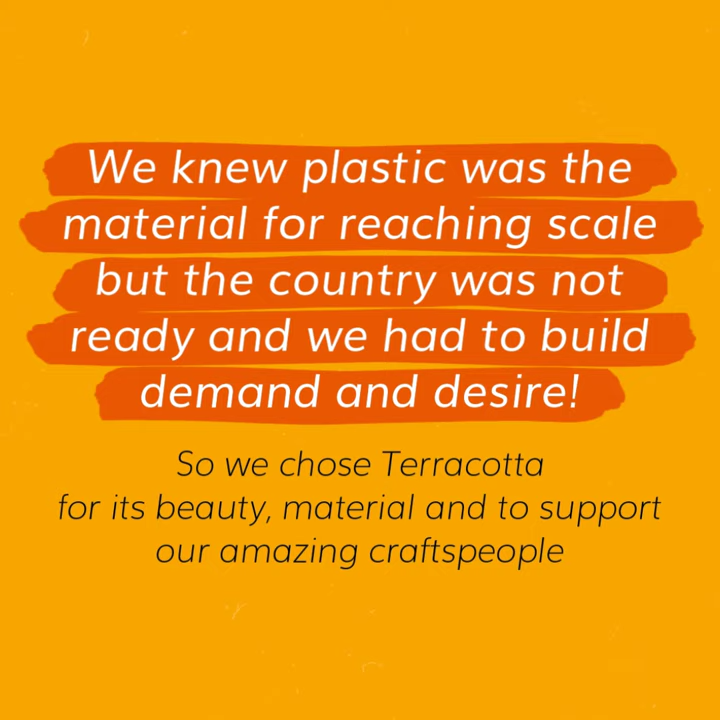 We knew plastic was the
material for reaching scale
but the country was not
ready and we had to build
demand and desire!
So we chose Terracotta
for its beauty, material and to support
our amazing craftspeople